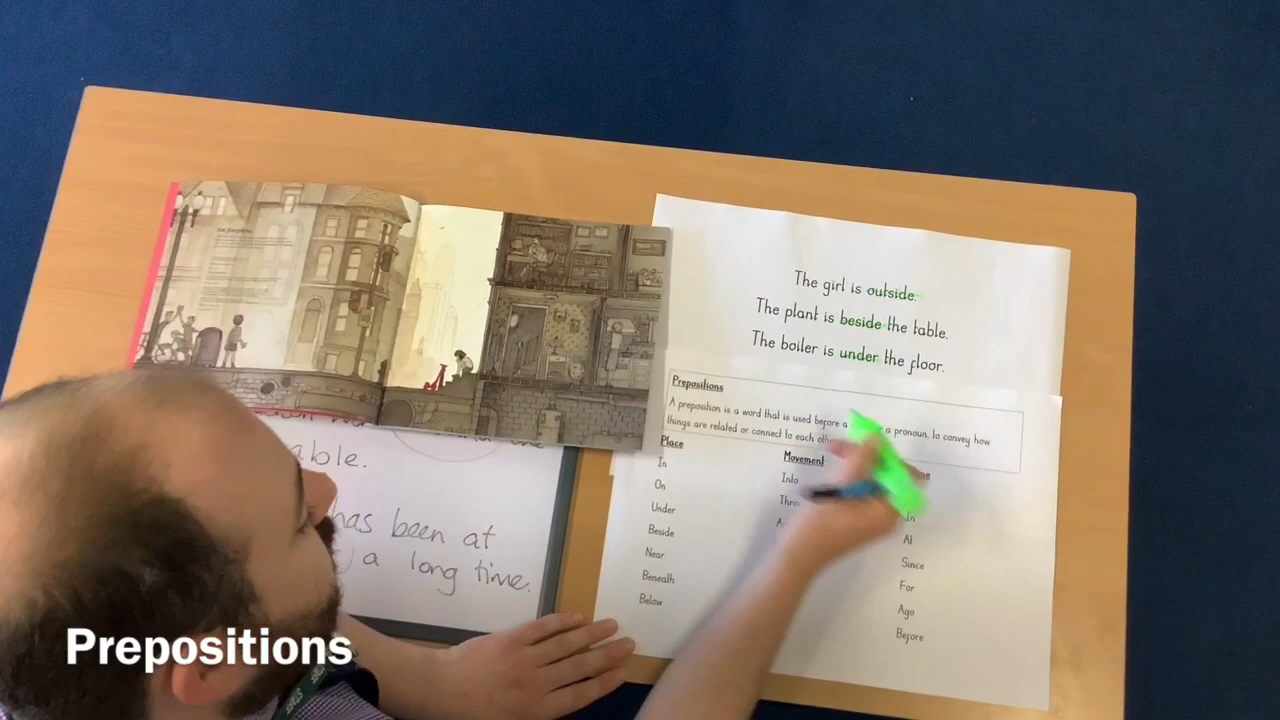 The girl is outside.
The plant is beside the table.
The boiler is under the floor.
Prepositions
A preposition is a word that is used before a a pronoun, to convey how
things are related or connect to each
Place
In
On
Under
Beside
Near
Beneath
Below
Movement
Into
In
At
Since
For
Ago
Before
able.
has been at
a long time.
Prepositions